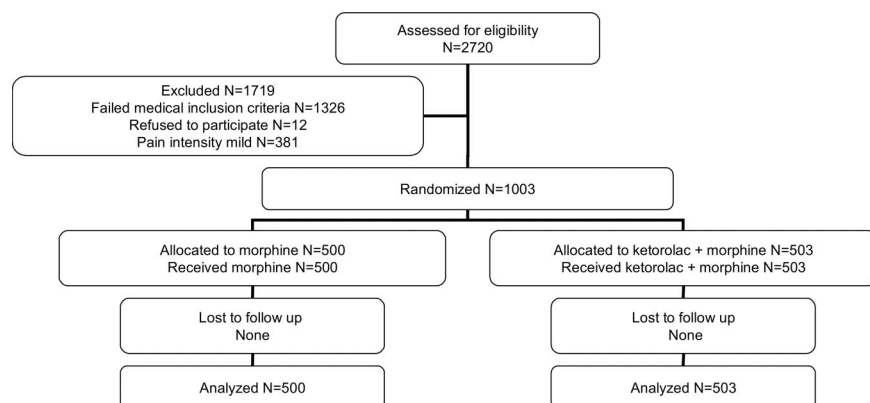 Assessed for eligibility
N=2720
Excluded N=1719
Failed medical inclusion criteria N=1326
Refused to participate N=12
Pain intensity mild N=381
Randomized N=1003
Allocated to morphine N=500
Received morphine N=500
Allocated to ketorolac + morphine N=503
Received ketorolac + morphine N=503
Lost to follow up
None
Lost to follow up
None
Analyzed N=500
Analyzed N=503